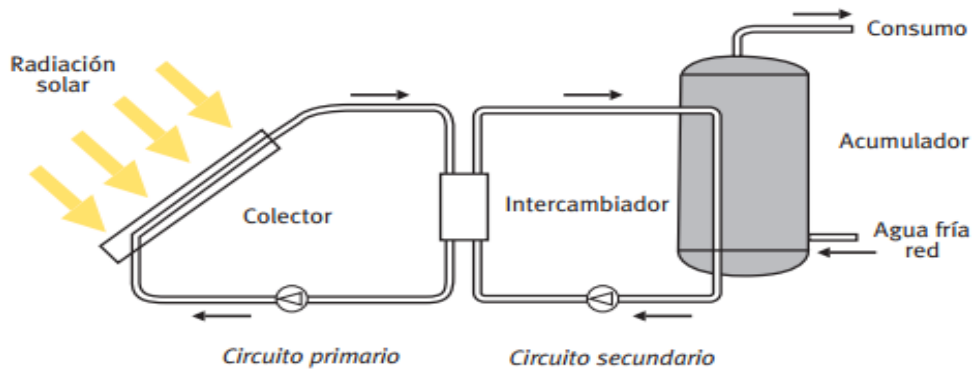 Radiación
solar
Colector
Intercambiador
Consumo
Acumulador
Agua fría
red
Circuito primario
Circuito secundario